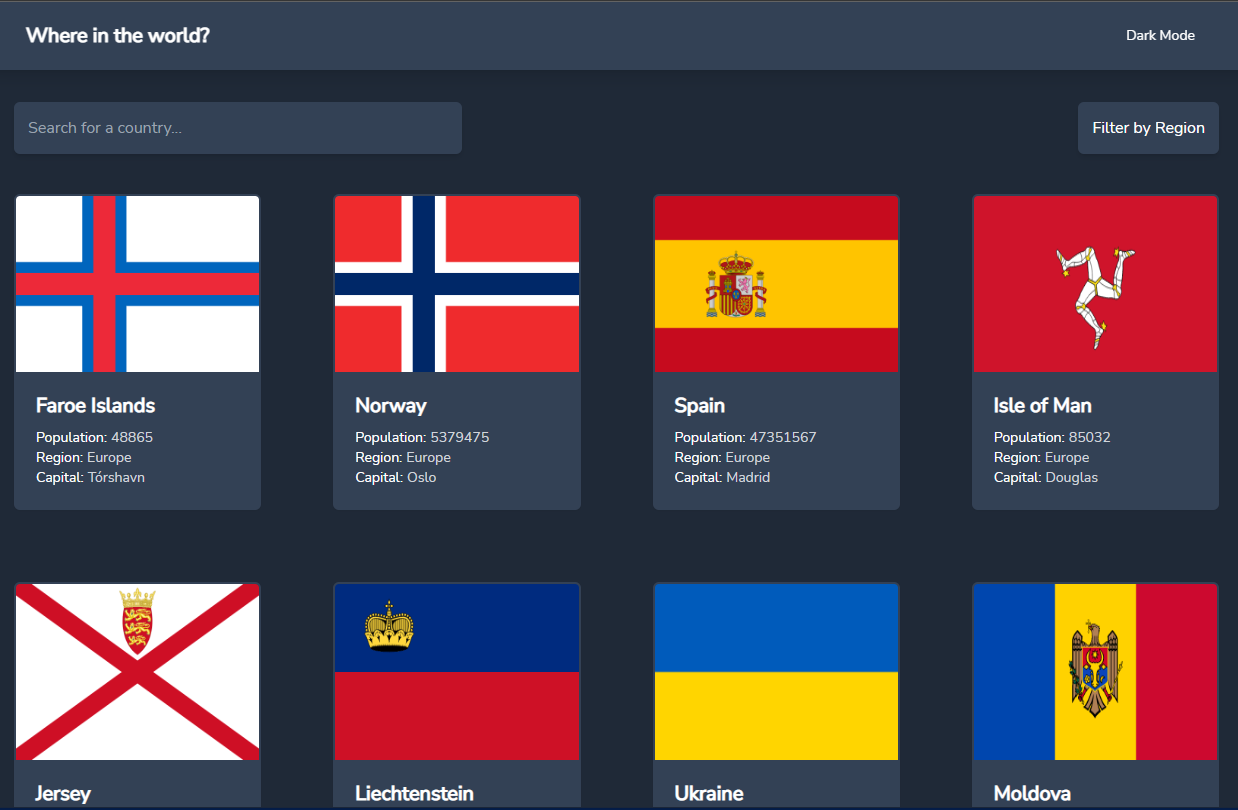 Where in the world?
Dark Mode
Search for a country...
Filter by Region
Faroe Islands
Population: 48865
Region: Europe
Capital: Tórshavn
Norway
Population: 5379475
Region: Europe
Capital: Oslo
Spain
Population: 47351567
Region: Europe
Capital: Madrid
Isle of Man
Population: 85032
Region: Europe
Capital: Douglas
Jersey
Liechtenstein
Ukraine
Moldova